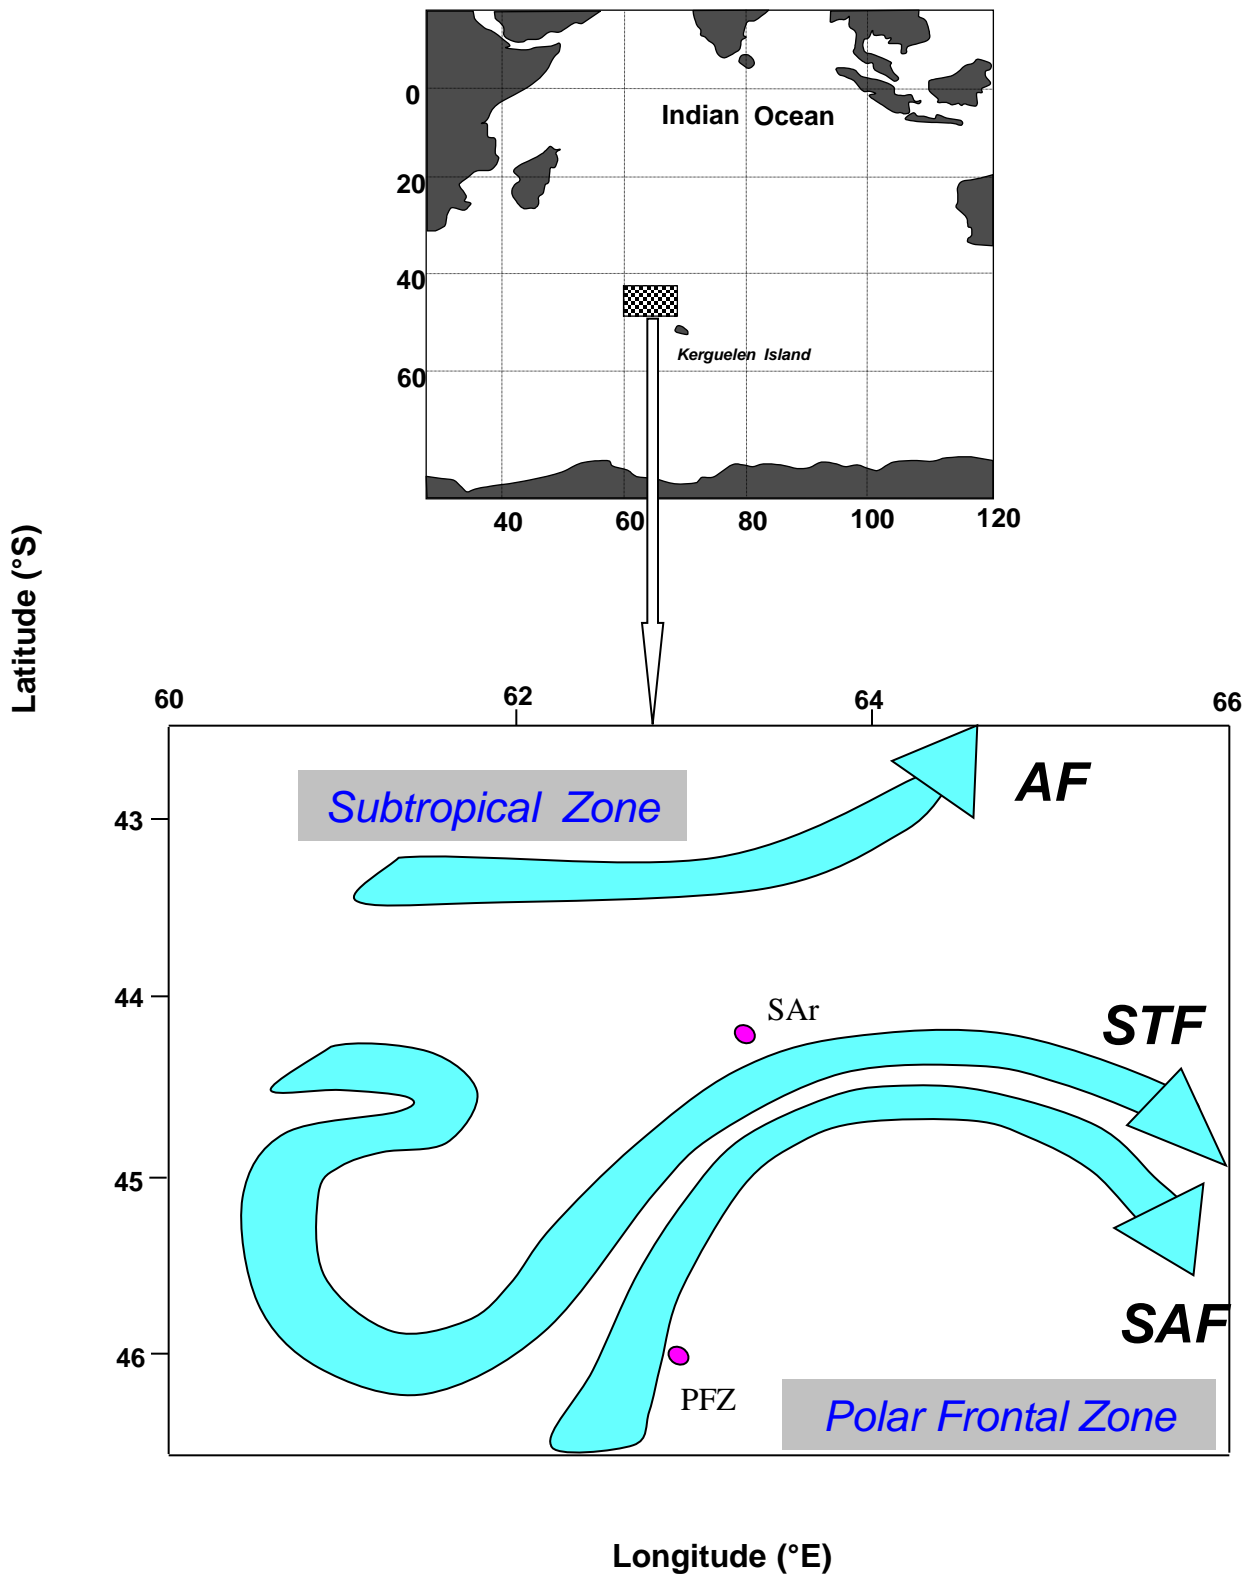 0
Indian Ocean
20
40
Kerguelen Island
60
40 60 80 100 120
Latitude (°S)
60 62 64 66
AF
Subtropical Zone
43
44
SAr
STF
45
SAF
46
PFZ
Polar Frontal Zone
Longitude (°E)